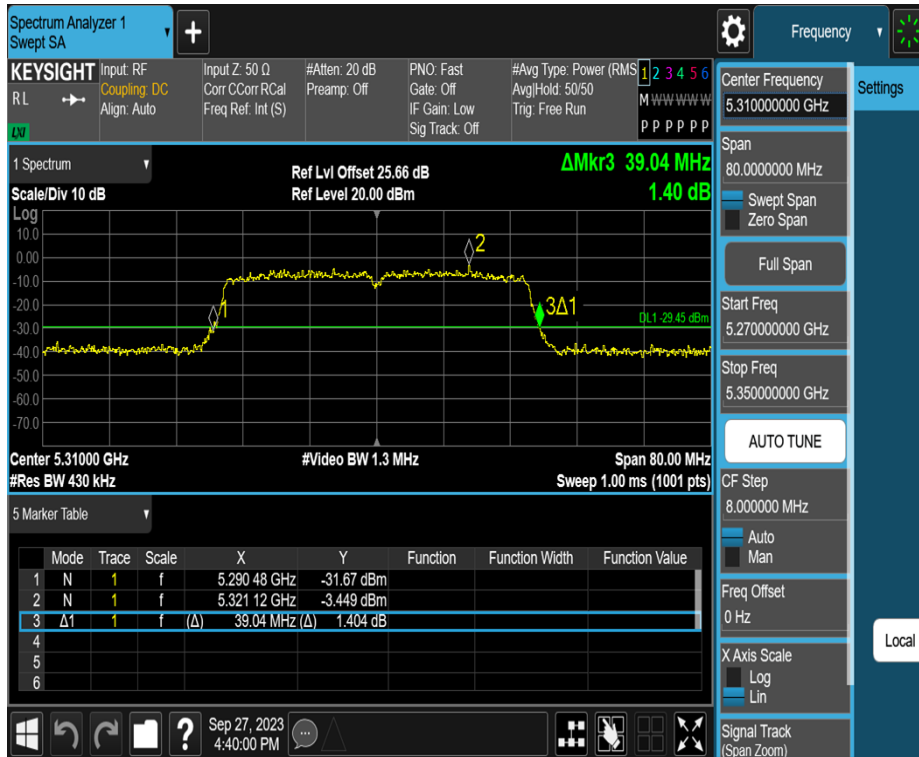 Spectrum Analyzer 1
Swept SA
+
Frequency
KEYSIGHT
RL
LXI
Input: RF
Coupling: DC
Align: Auto
Input Z: 50 Ω
Corr CCorr RCal
Freq Ref: Int (S)
#Atten: 20 dB
Preamp: Off
PNO: Fast
Gate: Off
IF Gain: Low
Sig Track: Off
#Avg Type: Power (RMS
Avg|Hold: 50/50
Trig: Free Run
1 2 3 4 5 6
M W W W W W
P P P P P P
1 Spectrum
Scale/Div 10 dB
Ref Lvl Offset 25.66 dB
Ref Level 20.00 dBm
ΔMkr3 39.04 MHz
1.40 dB
Log
10.0
0.00
-10.0
-20.0
-30.0
-40.0
-50.0
-60.0
-70.0
1
2
3Δ1
DL1 -29.45 dBm
Center 5.31000 GHz
#Video BW 1.3 MHz
Span 80.00 MHz
#Res BW 430 kHz
Sweep 1.00 ms (1001 pts)
5 Marker Table
Mode Trace Scale X Y Function Function Width Function Value
1 N 1 f 5.290 48 GHz -31.67 dBm
2 N 1 f 5.321 12 GHz -3.449 dBm
3 Δ1 1 f (Δ) 39.04 MHz (Δ) 1.404 dB
4
5
6
?
Sep 27, 2023
4:40:00 PM
Center Frequency
5.310000000 GHz
Span
80.0000000 MHz
Swept Span
Zero Span
Full Span
Start Freq
5.270000000 GHz
Stop Freq
5.350000000 GHz
AUTO TUNE
CF Step
8.000000 MHz
Auto
Man
Freq Offset
0 Hz
X Axis Scale
Log
Lin
Signal Track
(Span Zoom)
Settings
Local